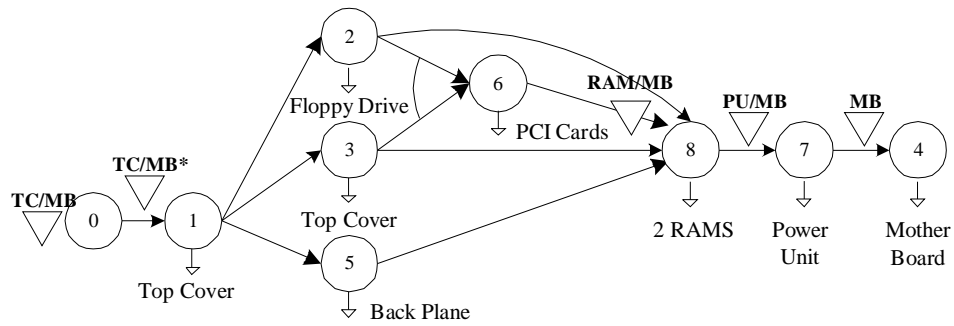 2
Floppy Drive
6
PCI Cards
RAM/MB
PU/MB
MB
TC/MB
0
TC/MB*
1
Top Cover
3
Top Cover
5
Back Plane
8
2 RAMS
7
Power
Unit
4
Mother
Board